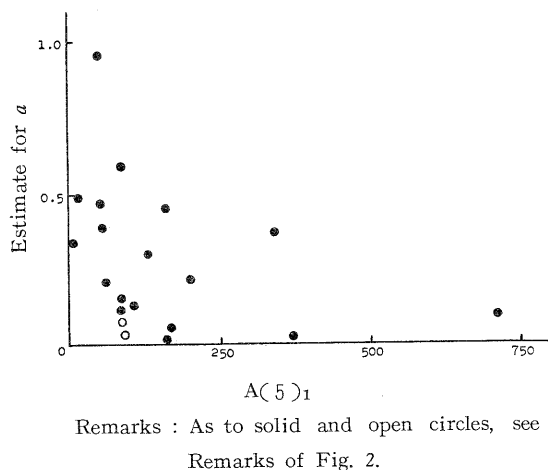 1.0
Estimate for a
0.5
0
250
500
750
A(5)1
Remarks : As to solid and open circles, see
Remarks of Fig. 2.